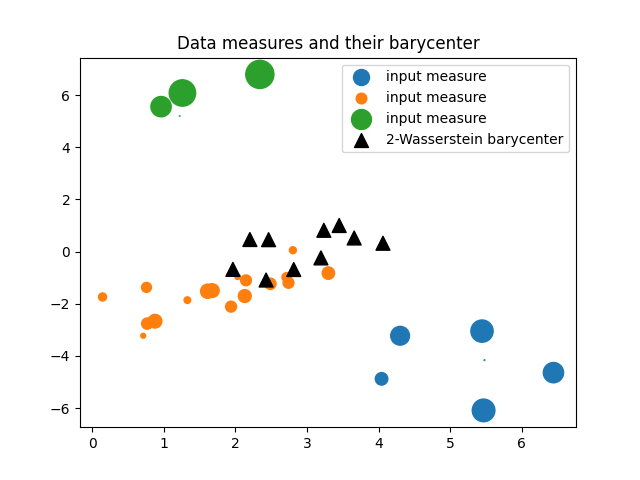 Data measures and their barycenter
input measure
input measure
input measure
2-Wasserstein barycenter
6
4
2
0
−2
−4
−6
0 1 2 3 4 5 6